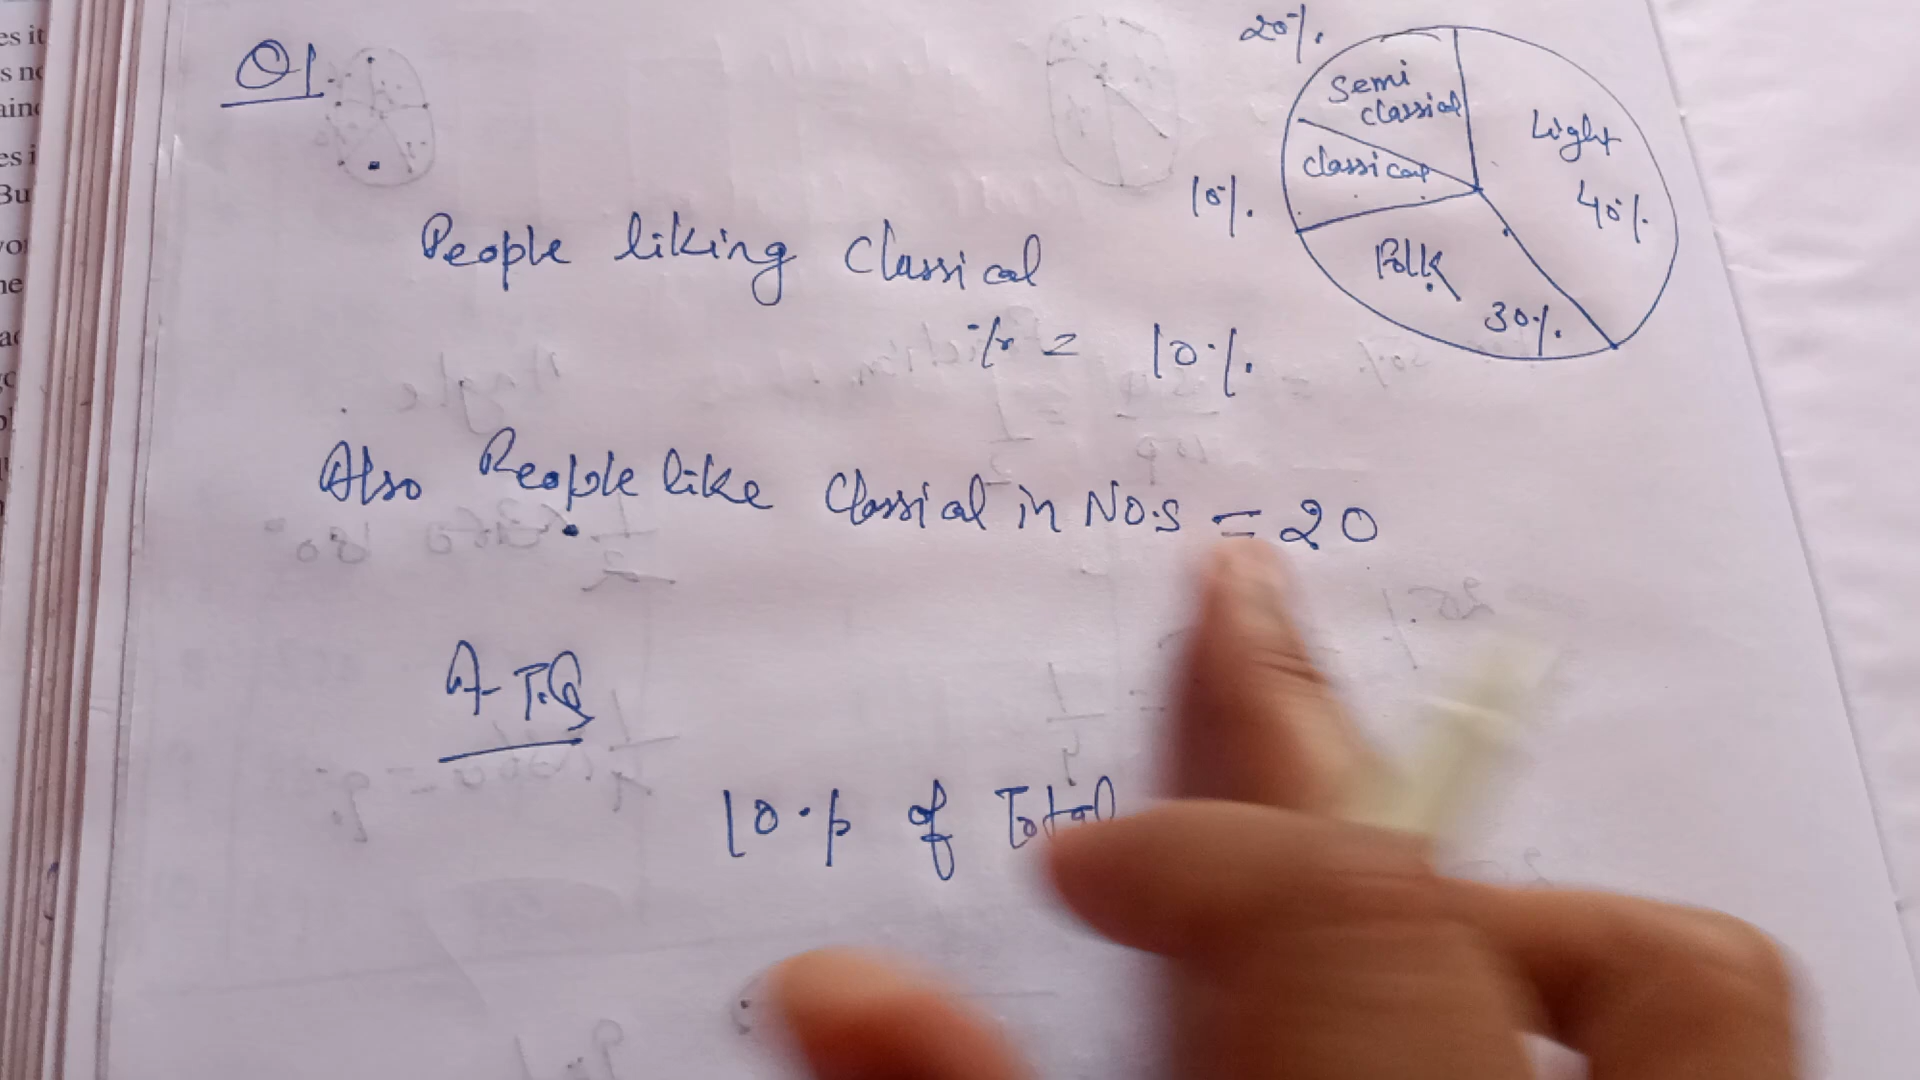 Q1.
20%.
Semi
classical
Light
40%.
classical
10%.
Folk
30%.
People liking Classical
% = 10%.
Also People like Classical in NO.S = 20
A-T.Q
10% of Total